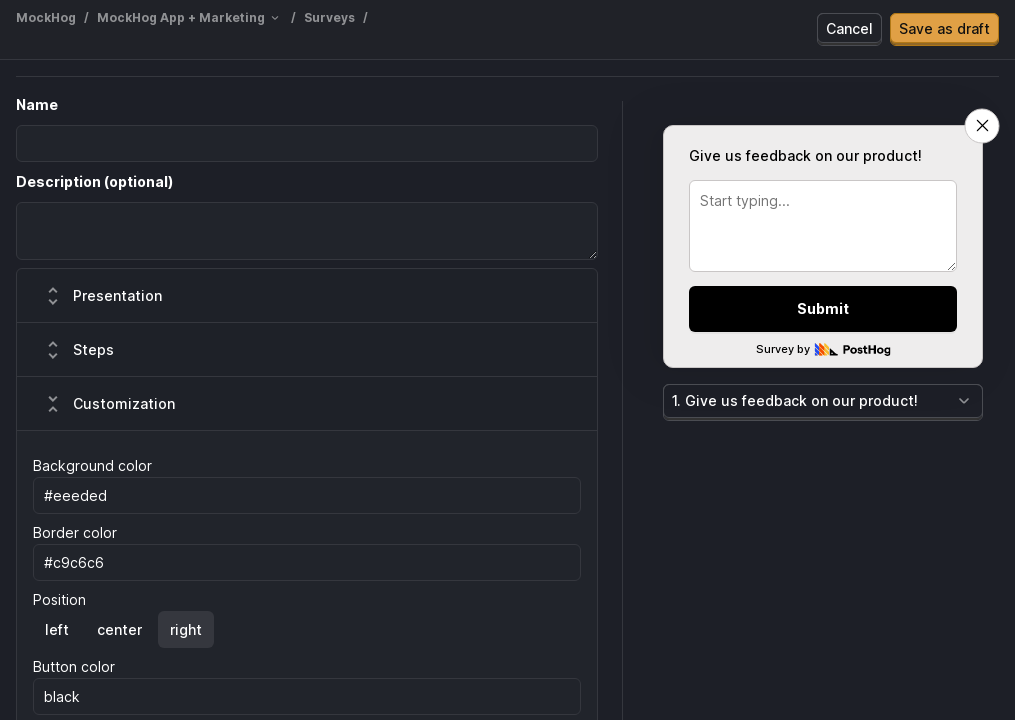 MockHog / MockHog App + Marketing / Surveys /
Cancel
Save as draft
Name
Description (optional)
Presentation
Steps
Customization
Background color
#eeeded
Border color
#c9c6c6
Position
left center right
Button color
black
Give us feedback on our product!
Start typing...
Submit
Survey by PostHog
1. Give us feedback on our product!